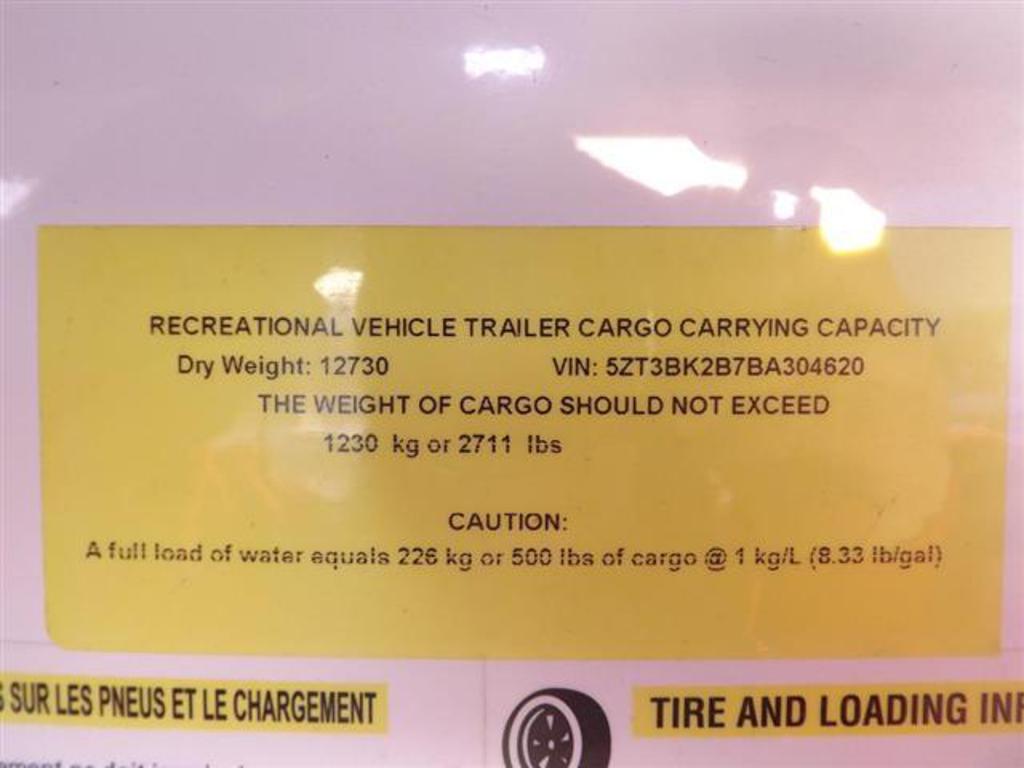 RECREATIONAL VEHICLE TRAILER CARGO CARRYING CAPACITY
Dry Weight: 12730 VIN: 5ZT3BK2B7BA304620
THE WEIGHT OF CARGO SHOULD NOT EXCEED
1230 kg or 2711 lbs
CAUTION:
A full load of water equals 226 kg or 500 lbs of cargo @ 1 kg/L (8.33 lb/gal)
SUR LES PNEUS ET LE CHARGEMENT
TIRE AND LOADING